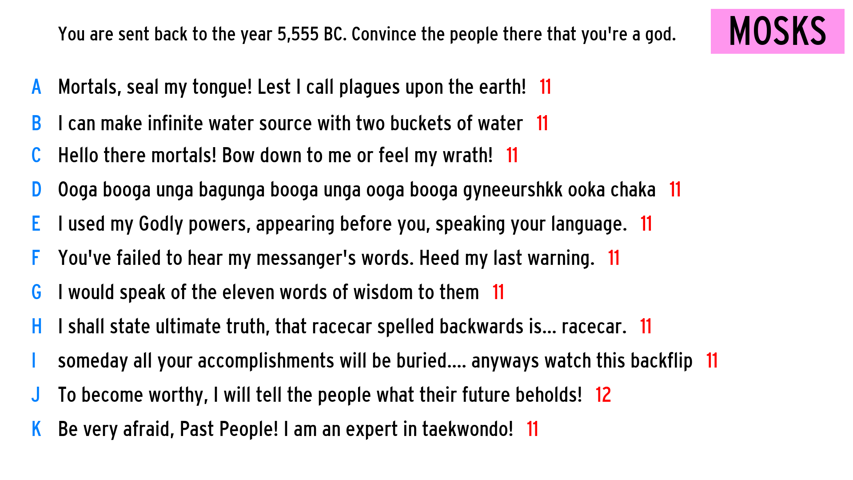 You are sent back to the year 5,555 BC. Convince the people there that you're a god.
MOSKS
A Mortals, seal my tongue! Lest I call plagues upon the earth! 11
B I can make infinite water source with two buckets of water 11
C Hello there mortals! Bow down to me or feel my wrath! 11
D Ooga booga unga bagunga booga unga ooga booga gyneeurshkk ooka chaka 11
E I used my Godly powers, appearing before you, speaking your language. 11
F You've failed to hear my messanger's words. Heed my last warning. 11
G I would speak of the eleven words of wisdom to them 11
H I shall state ultimate truth, that racecar spelled backwards is... racecar. 11
I someday all your accomplishments will be buried.... anyways watch this backflip 11
J To become worthy, I will tell the people what their future beholds! 12
K Be very afraid, Past People! I am an expert in taekwondo! 11